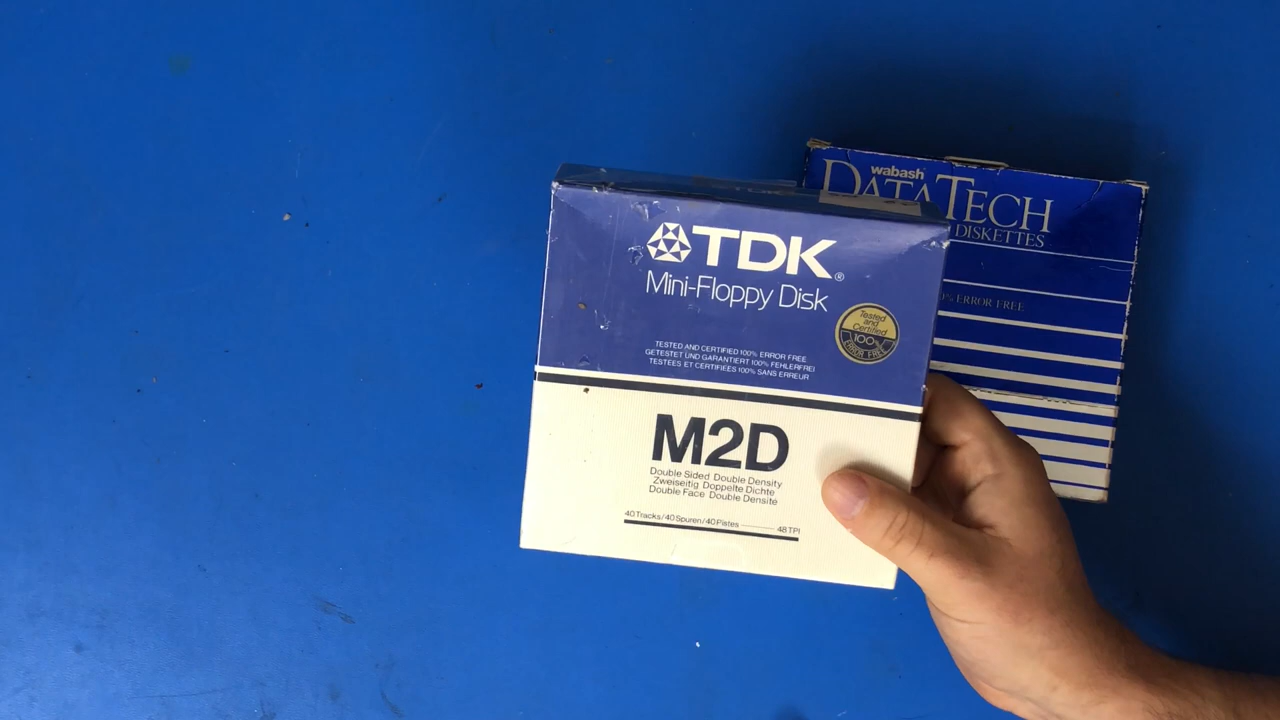 TDK®
Mini-Floppy Disk
Tested
and
Certified
100%
ERROR FREE
TESTED AND CERTIFIED 100% ERROR FREE
GETESTET UND GARANTIERT 100% FEHLERFREI
TESTEES ET CERTIFIEES 100% SANS ERREUR
M2D
Double Sided Double Density
Zweiseitig Doppelte Dichte
Double Face Double Densité
40 Tracks/40 Spuren/40 Pistes 48 TPI
wabash
DATATECH
DISKETTES
% ERROR FREE